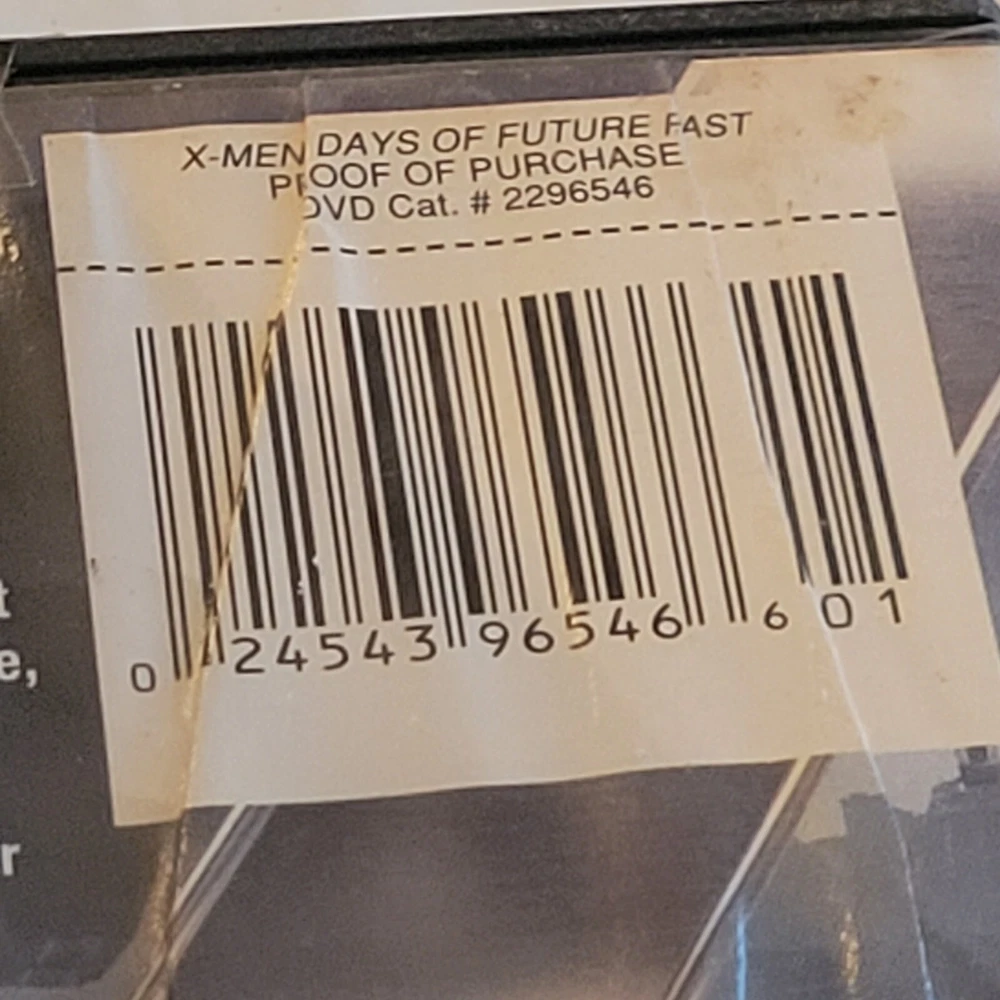 X-MEN DAYS OF FUTURE PAST
PROOF OF PURCHASE
DVD Cat. # 2296546
0 24543 96546 6 01
t
e,
r